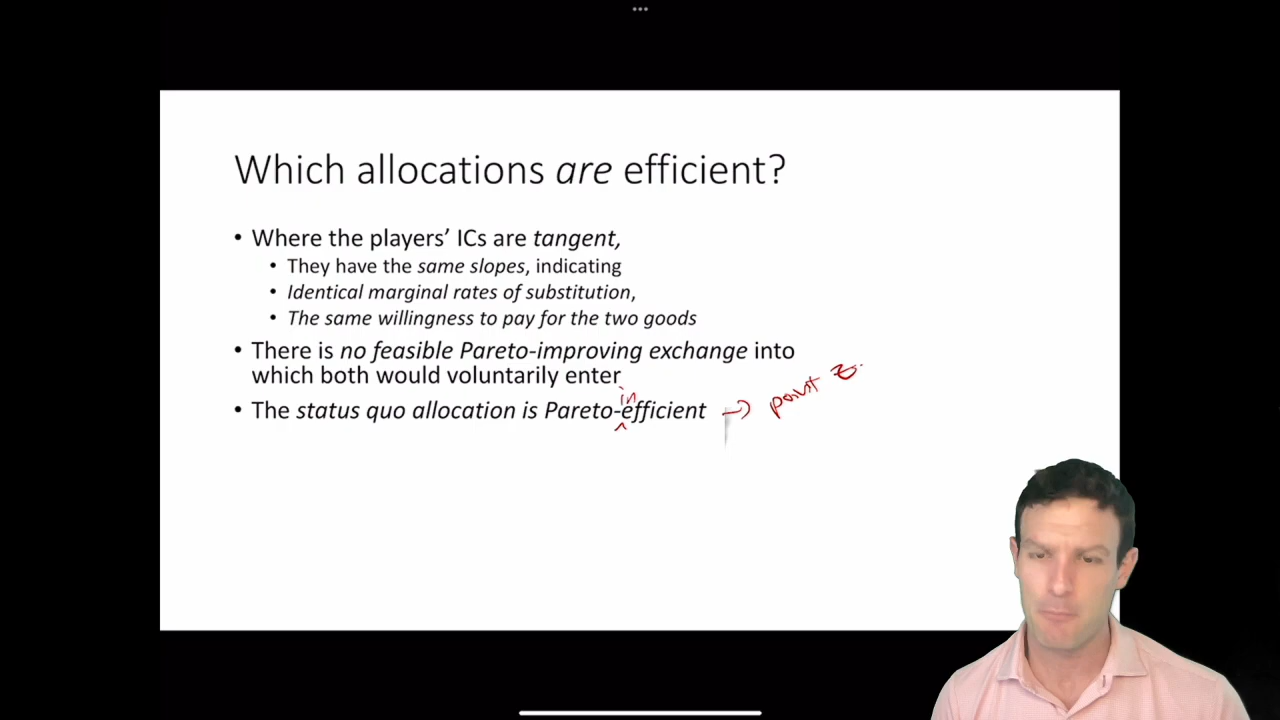 Which allocations are efficient?
• Where the players’ ICs are tangent,
• They have the same slopes, indicating
• Identical marginal rates of substitution,
• The same willingness to pay for the two goods
• There is no feasible Pareto-improving exchange into
which both would voluntarily enter
in
• The status quo allocation is Pareto-efficient → point z.
^